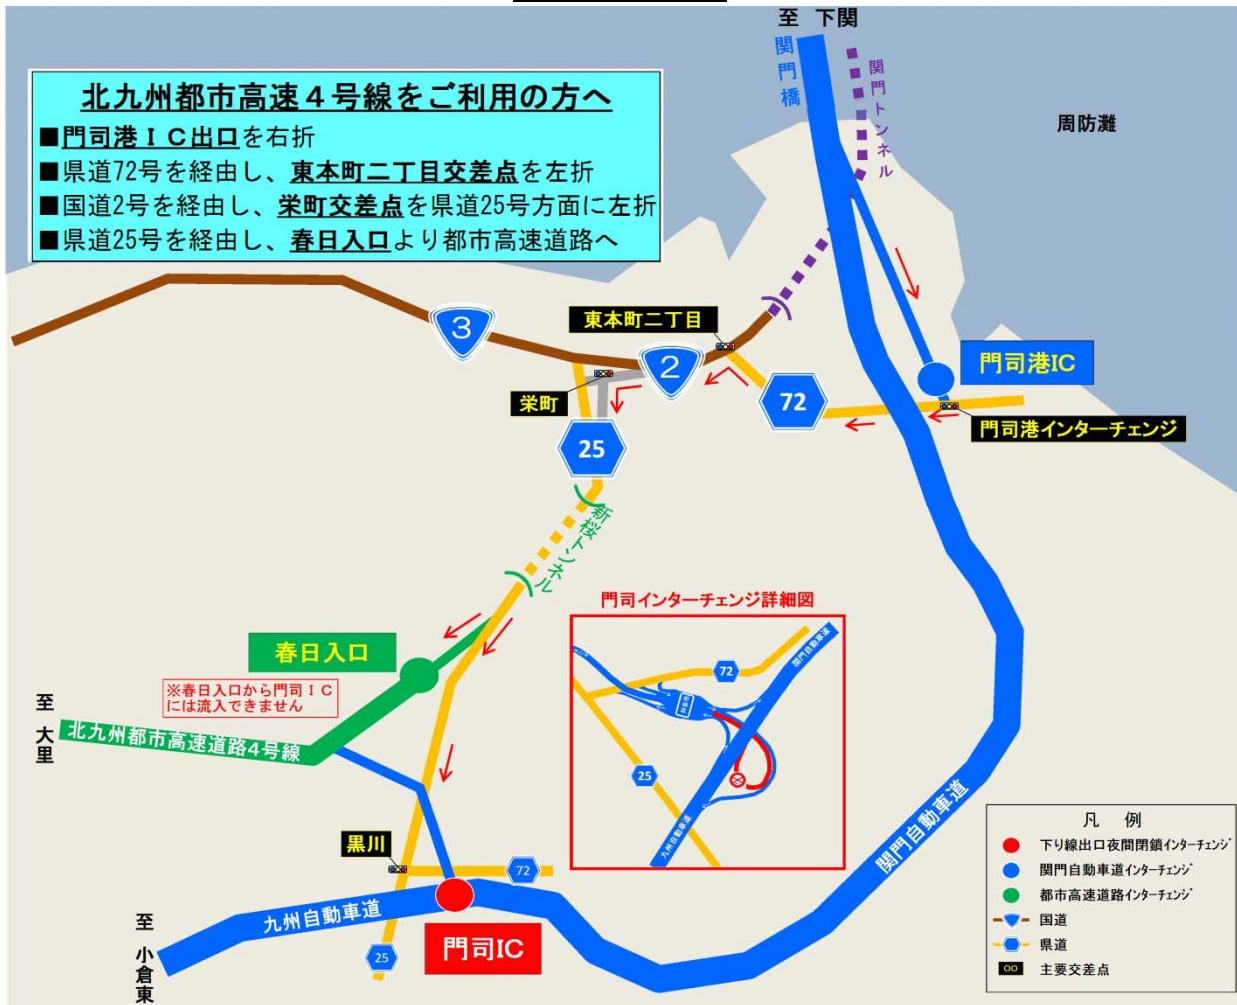 至 下関
関門橋
関門トンネル
周防灘
北九州都市高速４号線をご利用の方へ
■門司港ＩＣ出口を右折
■県道72号を経由し、東本町二丁目交差点を左折
■国道2号を経由し、栄町交差点を県道25号方面に左折
■県道25号を経由し、春日入口より都市高速道路へ
3
東本町二丁目
2
栄町
72
門司港IC
門司港インターチェンジ
25
新桜トンネル
門司インターチェンジ詳細図
72
関門自動車道
25
九州自動車道
春日入口
※春日入口から門司ＩＣ
には流入できません
至 大里
北九州都市高速道路4号線
黒川
72
九州自動車道
門司IC
25
至 小倉東
関門自動車道
凡 例
下り線出口夜間閉鎖インターチェンジ
関門自動車道インターチェンジ
都市高速道路インターチェンジ
国道
県道
主要交差点